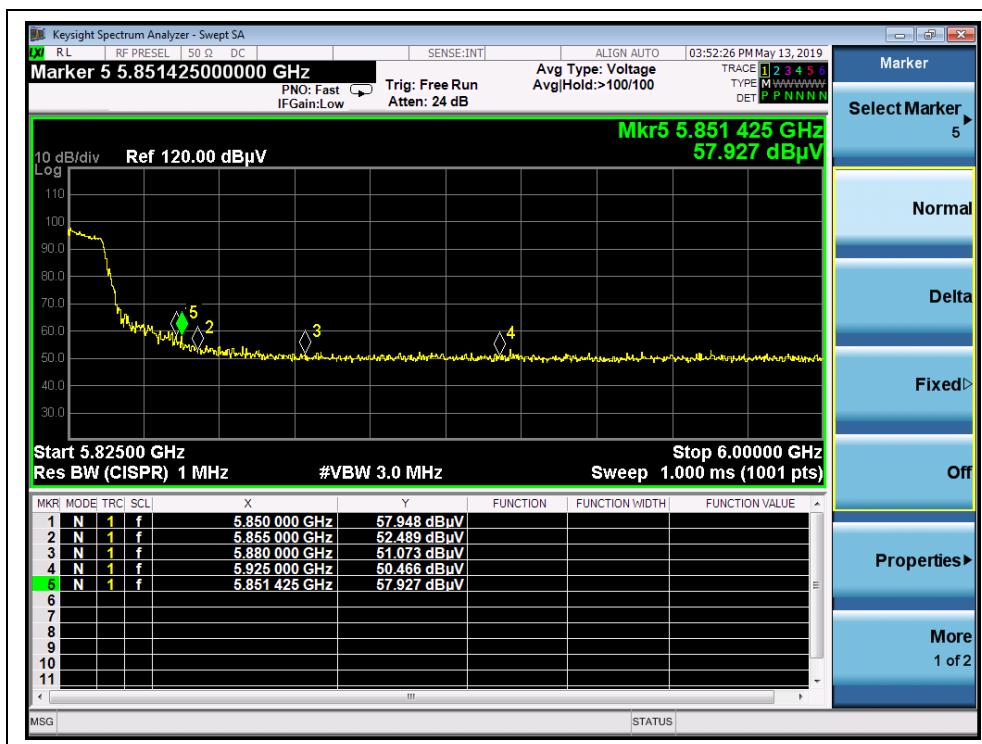 Keysight Spectrum Analyzer - Swept SA
LXI RL RF PRESEL 50 Ω DC SENSE:INT ALIGN AUTO 03:52:26 PM May 13, 2019
Marker 5 5.851425000000 GHz
PNO: Fast Trig: Free Run Avg Type: Voltage TRACE 1 2 3 4 5 6
IFGain:Low Atten: 24 dB Avg|Hold:>100/100 TYPE M WWWWW
DET P P N N N N
Mkr5 5.851 425 GHz
57.927 dBµV
10 dB/div Ref 120.00 dBµV
Log
110
100
90.0
80.0
70.0
60.0
50.0
40.0
30.0
5
2
3
4
Start 5.82500 GHz Stop 6.00000 GHz
Res BW (CISPR) 1 MHz #VBW 3.0 MHz Sweep 1.000 ms (1001 pts)
MKR MODE TRC SCL X Y FUNCTION FUNCTION WIDTH FUNCTION VALUE
1 N 1 f 5.850 000 GHz 57.948 dBµV
2 N 1 f 5.855 000 GHz 52.489 dBµV
3 N 1 f 5.880 000 GHz 51.073 dBµV
4 N 1 f 5.925 000 GHz 50.466 dBµV
5 N 1 f 5.851 425 GHz 57.927 dBµV
6
7
8
9
10
11
MSG STATUS
Marker
Select Marker
5
Normal
Delta
Fixed
Off
Properties
More
1 of 2